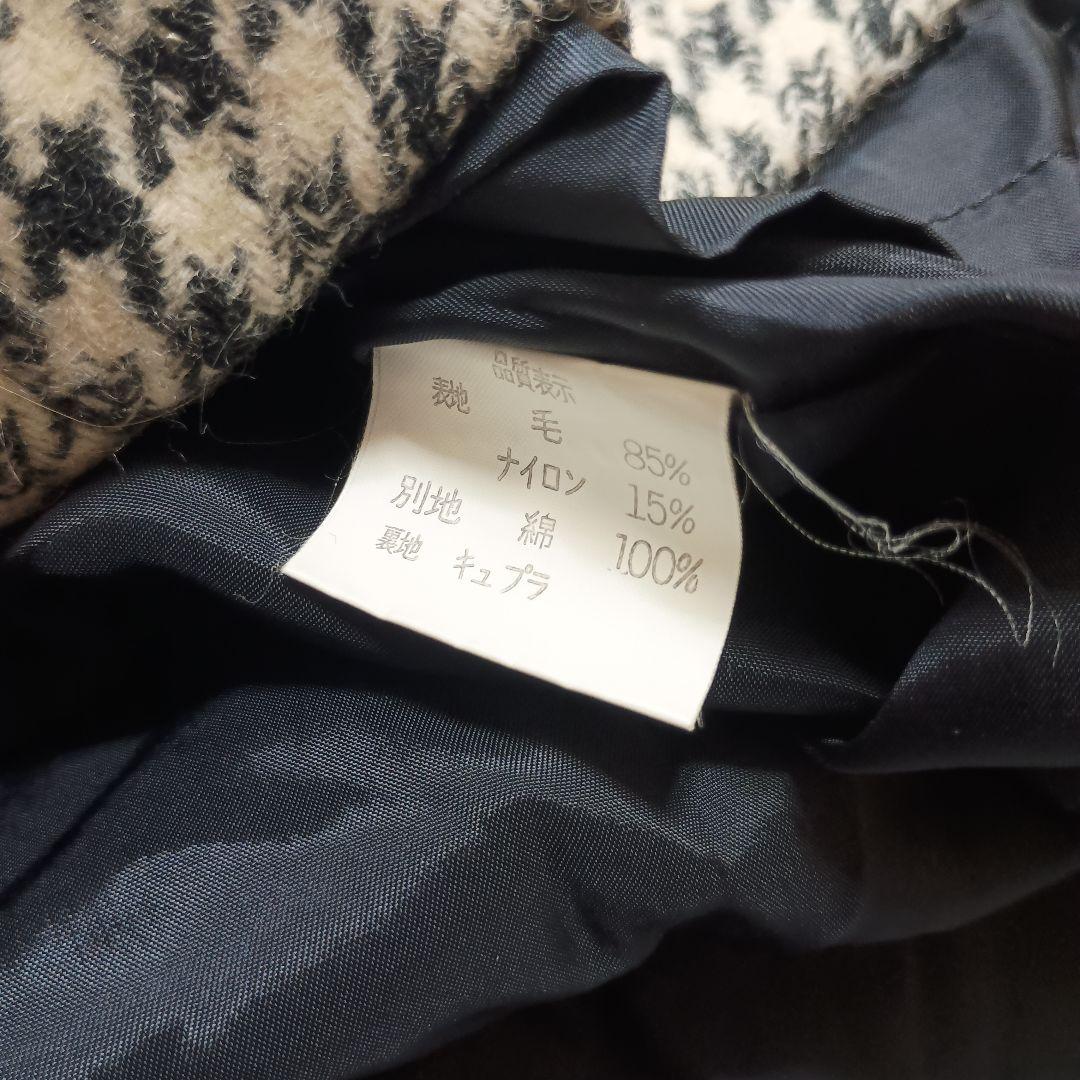 品質表示
表地 毛 85%
ナイロン 15%
別地 綿 100%
裏地 キュプラ